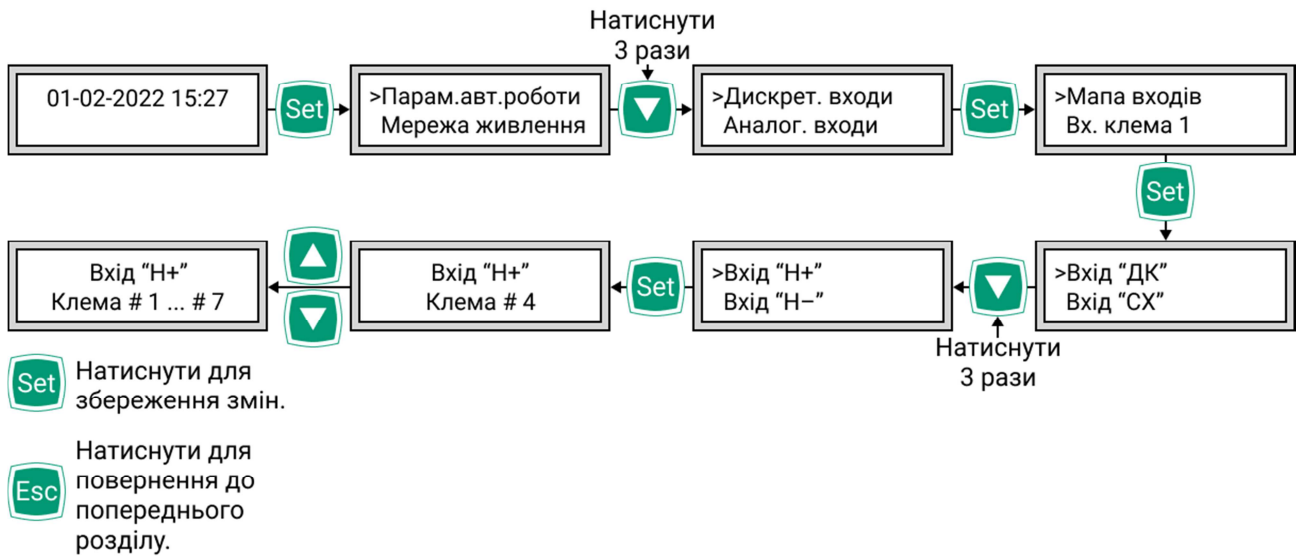 Натиснути
3 рази
01-02-2022 15:27
Set
>Парам.авт.роботи
Мережа живлення
>Дискрет. входи
Аналог. входи
Set
>Мапа входів
Вх. клема 1
Set
>Вхід “ДК”
Вхід “СХ”
Натиснути
3 рази
>Вхід “Н+”
Вхід “Н−”
Set
Вхід “Н+”
Клема # 4
Вхід “Н+”
Клема # 1 ... # 7
Set
Натиснути для
збереження змін.
Esc
Натиснути для
повернення до
попереднього
розділу.